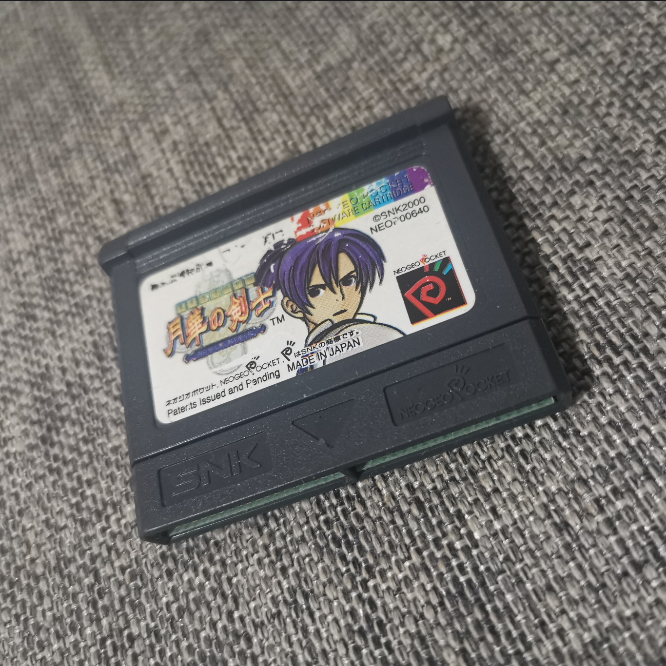 ©SNK2000
NEOP00640
NEOGEO POCKET
™
月華の剣士™
ネオジオポケット, NEOGEO POCKET, はSNKの商標です。
Patents Issued and Pending
MADE IN JAPAN
SNK
NEOGEO POCKET